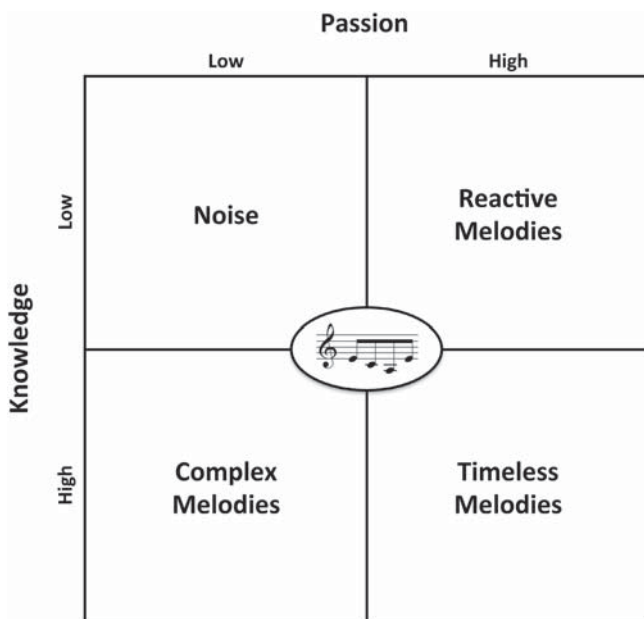 Passion
Low High
Noise
Reactive
Melodies
Low
Knowledge
High
Complex
Melodies
Timeless
Melodies